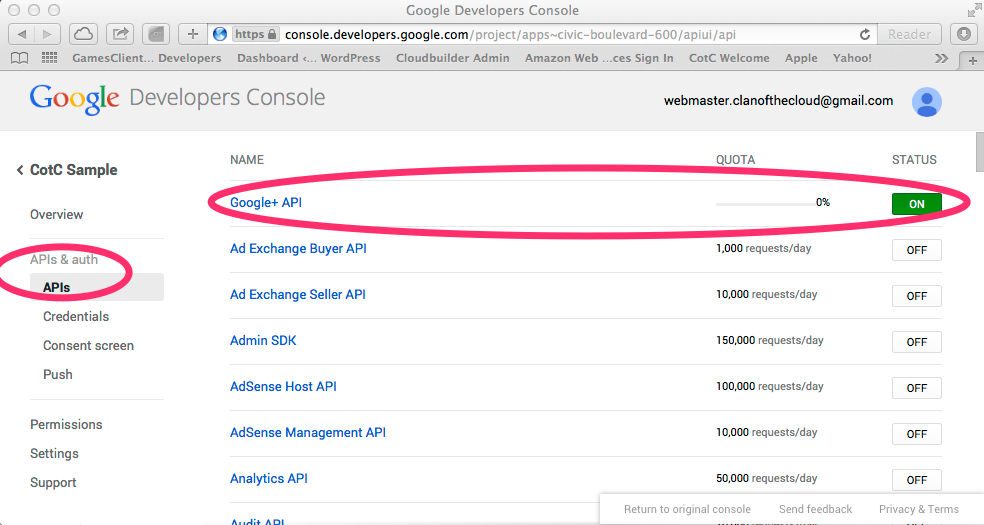 Google Developers Console
https console.developers.google.com/project/apps~civic-boulevard-600/apiui/api
Reader
GamesClient... Developers Dashboard ‹... WordPress Cloudbuilder Admin Amazon Web ...ces Sign In CotC Welcome Apple Yahoo!
Google Developers Console
webmaster.clanofthecloud@gmail.com
CotC Sample
Overview
APIs & auth
APIs
Credentials
Consent screen
Push
Permissions
Settings
Support
NAME QUOTA STATUS
Google+ API 0% ON
Ad Exchange Buyer API 1,000 requests/day OFF
Ad Exchange Seller API 10,000 requests/day OFF
Admin SDK 150,000 requests/day OFF
AdSense Host API 100,000 requests/day OFF
AdSense Management API 10,000 requests/day OFF
Analytics API 50,000 requests/day OFF
Audit API
Return to original console Send feedback Privacy & Terms